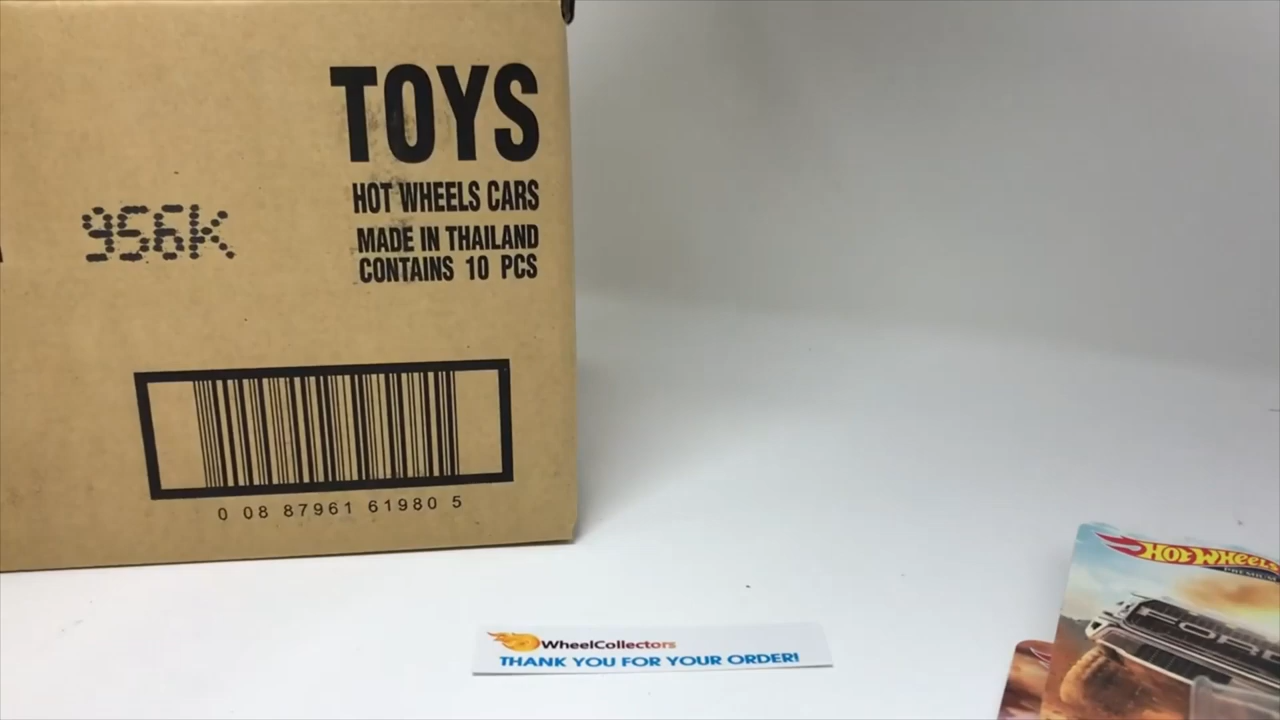 TOYS
HOT WHEELS CARS
MADE IN THAILAND
CONTAINS 10 PCS
956K
0 08 87961 61980 5
WheelCollectors
THANK YOU FOR YOUR ORDER!
HOT WHEELS
PREMIUM
FORD